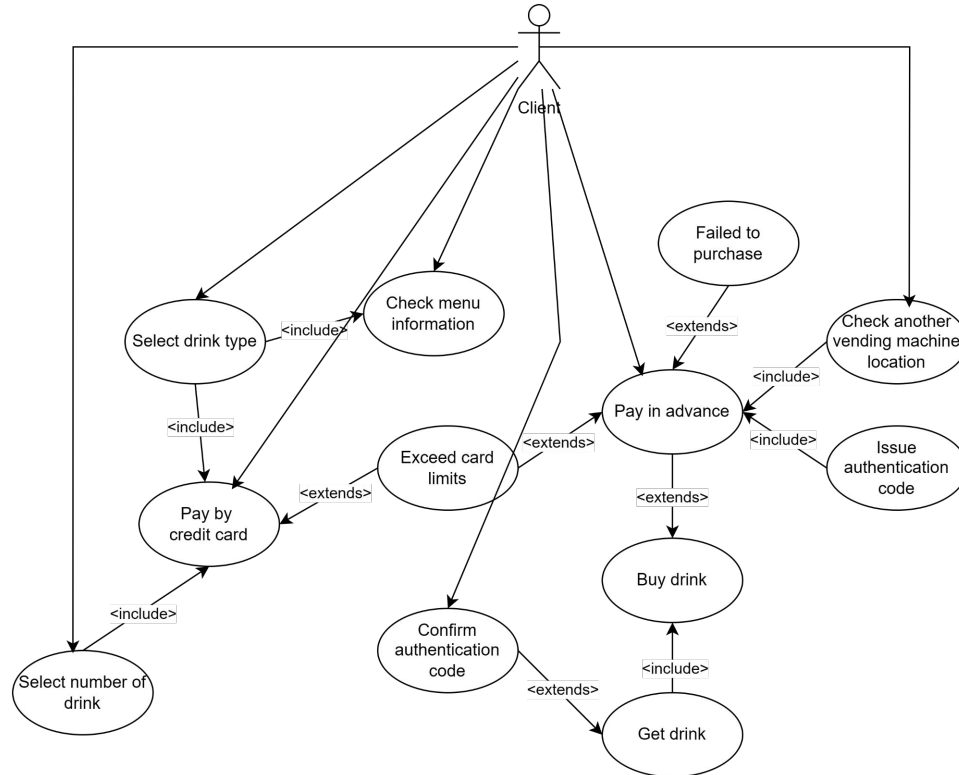 Client
Failed to
purchase
Check menu
information
Check another
vending machine
location
Select drink type
<include>
<extends>
<include>
Pay in advance
<include>
<extends>
<include>
Exceed card
limits
Issue
authentication
code
<extends>
<extends>
Pay by
credit card
Buy drink
<include>
Confirm
authentication
code
<include>
<extends>
Select number of
drink
Get drink